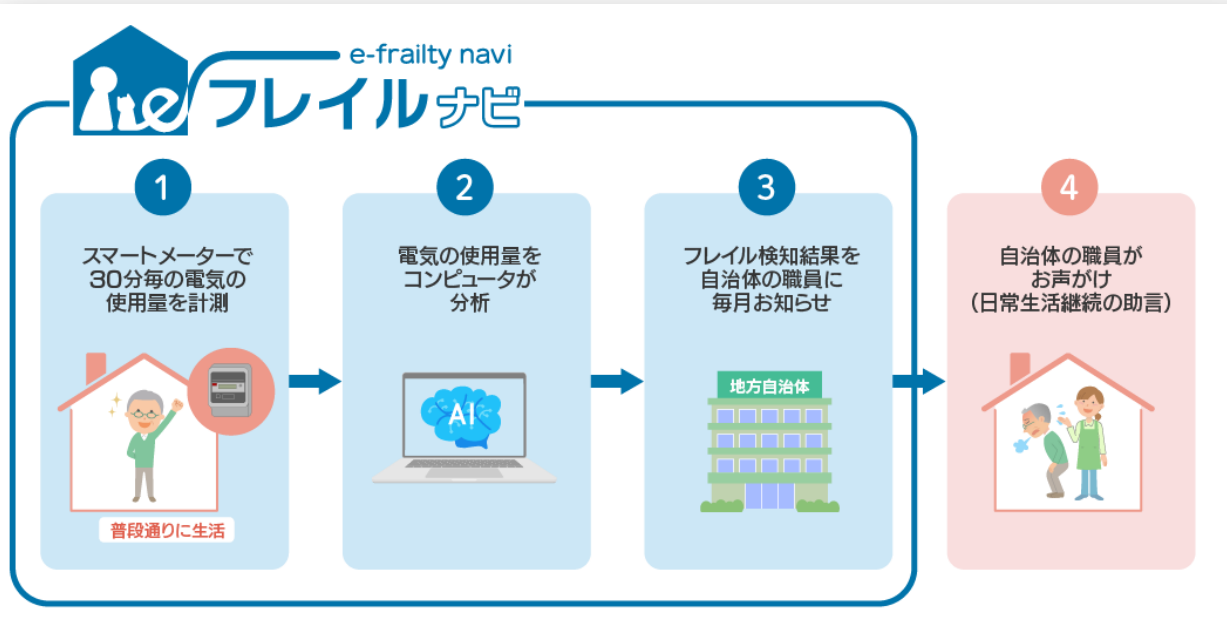 e-frailty navi
eフレイルナビ
1
スマートメーターで
30分毎の電気の
使用量を計測
普段通りに生活
2
電気の使用量を
コンピュータが
分析
AI
3
フレイル検知結果を
自治体の職員に
毎月お知らせ
地方自治体
4
自治体の職員が
お声がけ
(日常生活継続の助言)